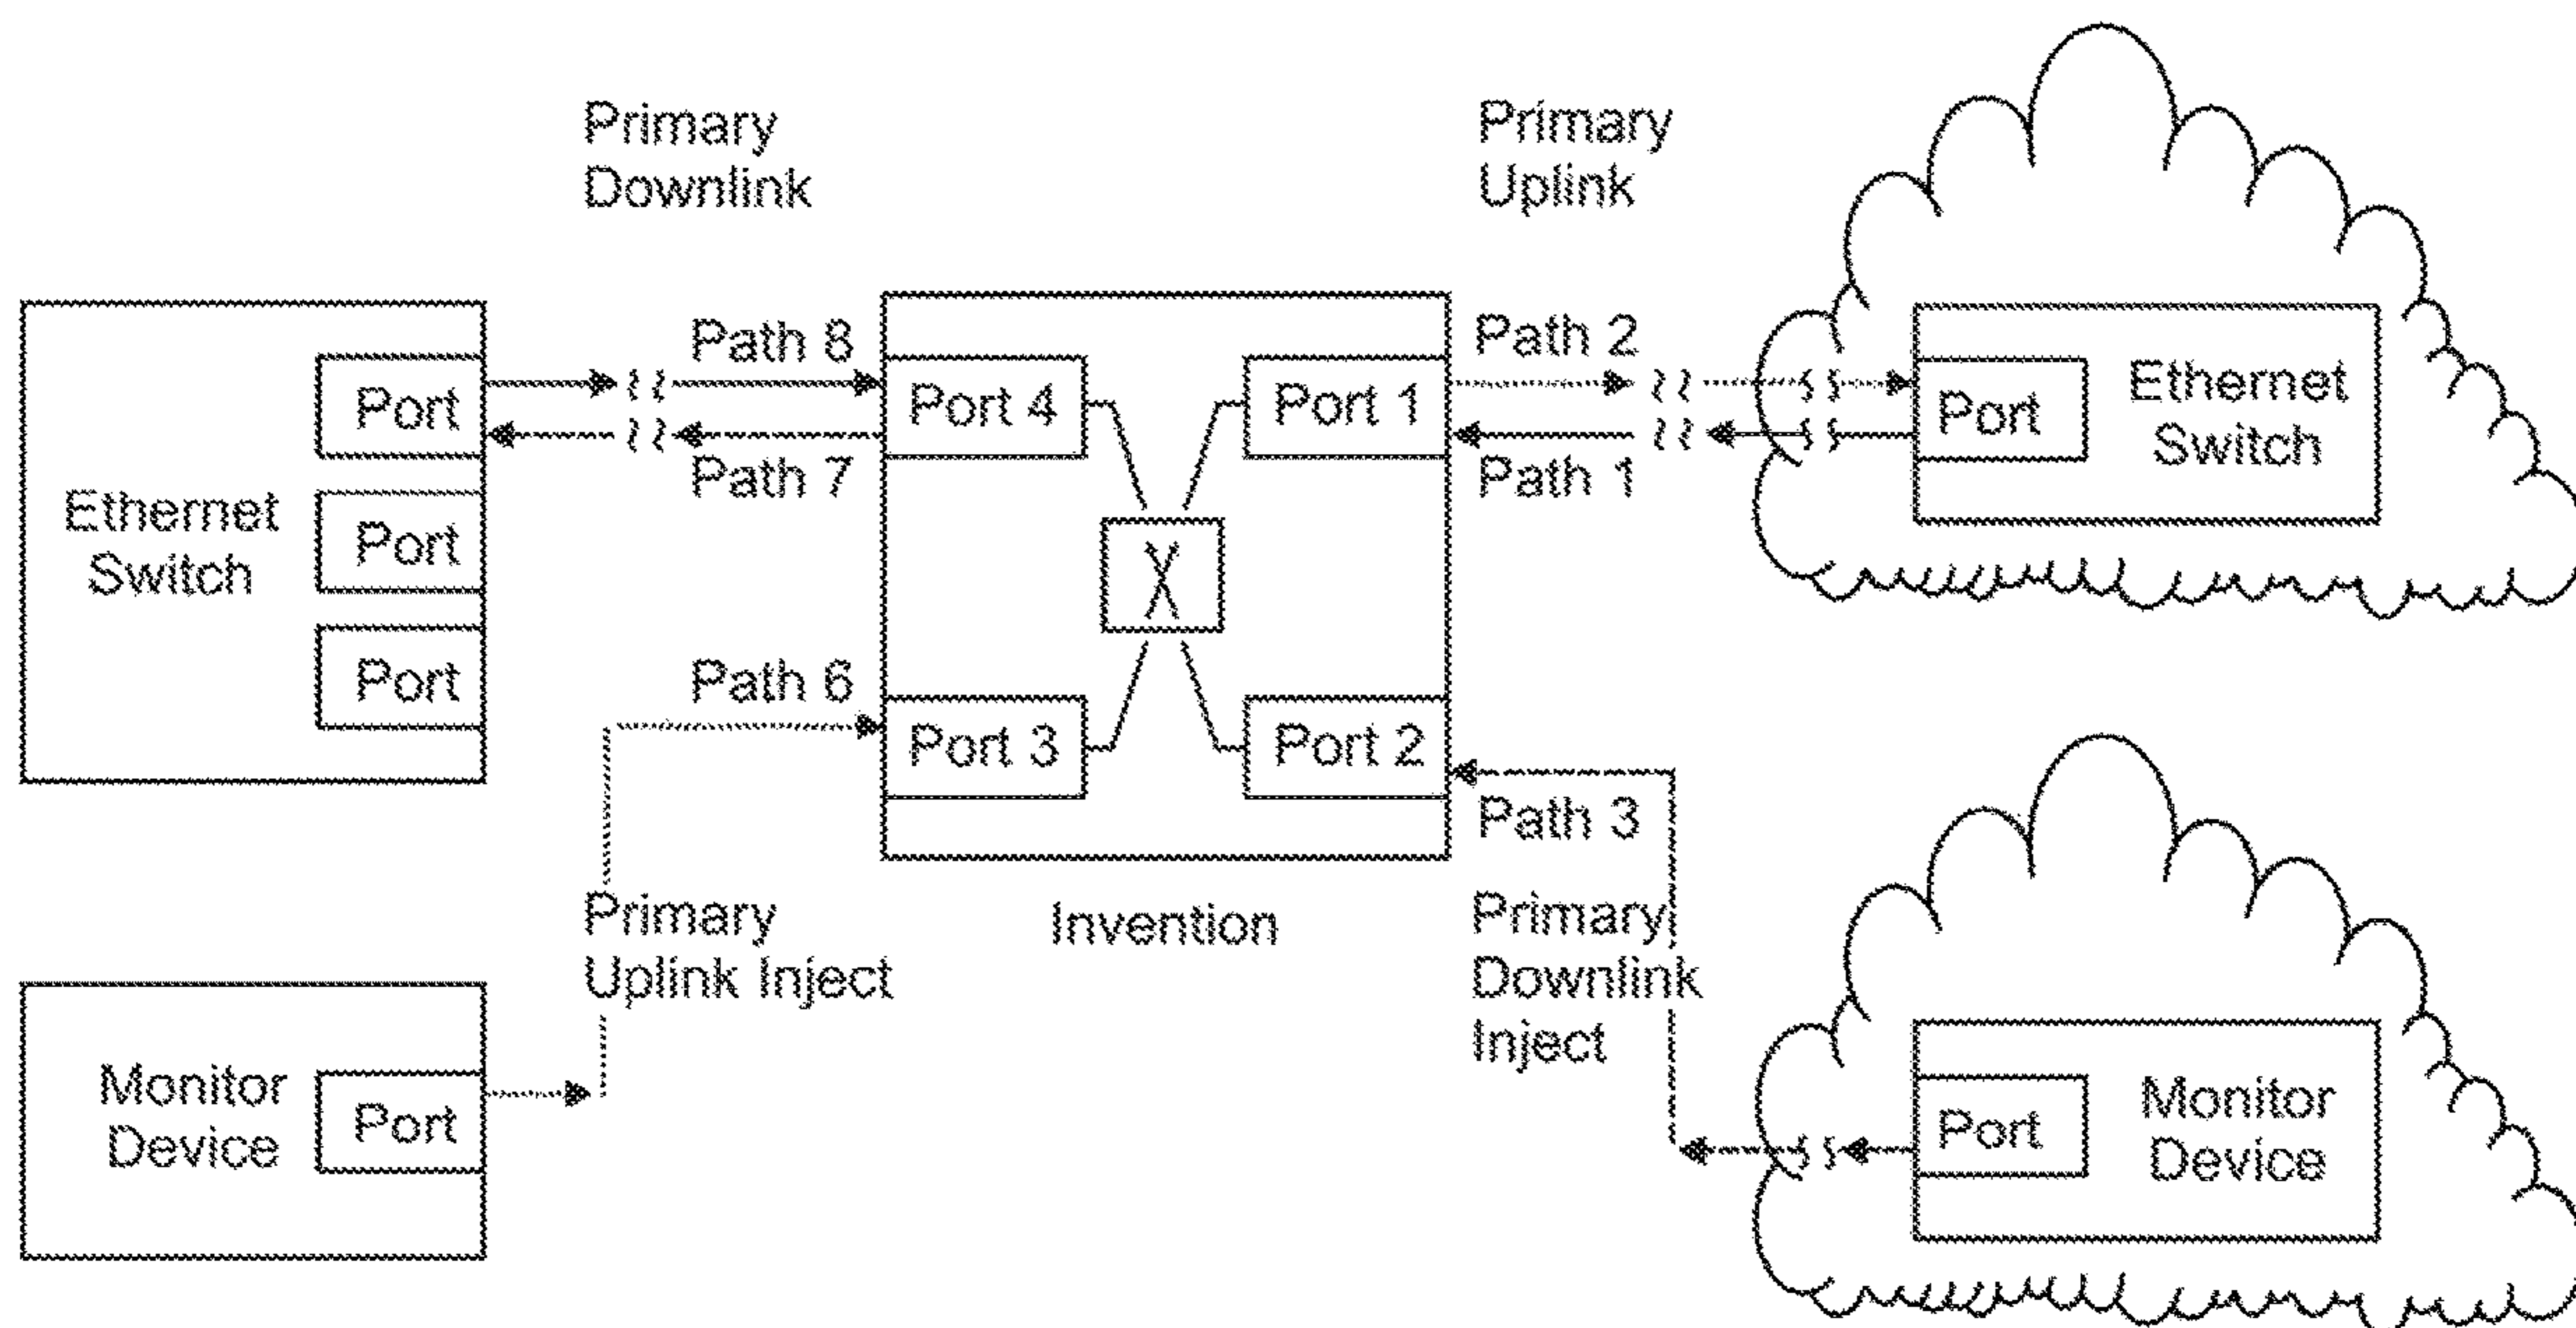 Primary
Downlink
Primary
Uplink
Path 8
Path 2
Port
Port 4
Port 1
Port
Ethernet
Switch
Path 7
Path 1
Ethernet
Switch
Port
X
Port
Path 6
Port 3
Port 2
Path 3
Primary
Uplink Inject
Invention
Primary
Downlink
Inject
Monitor
Device
Port
Port
Monitor
Device